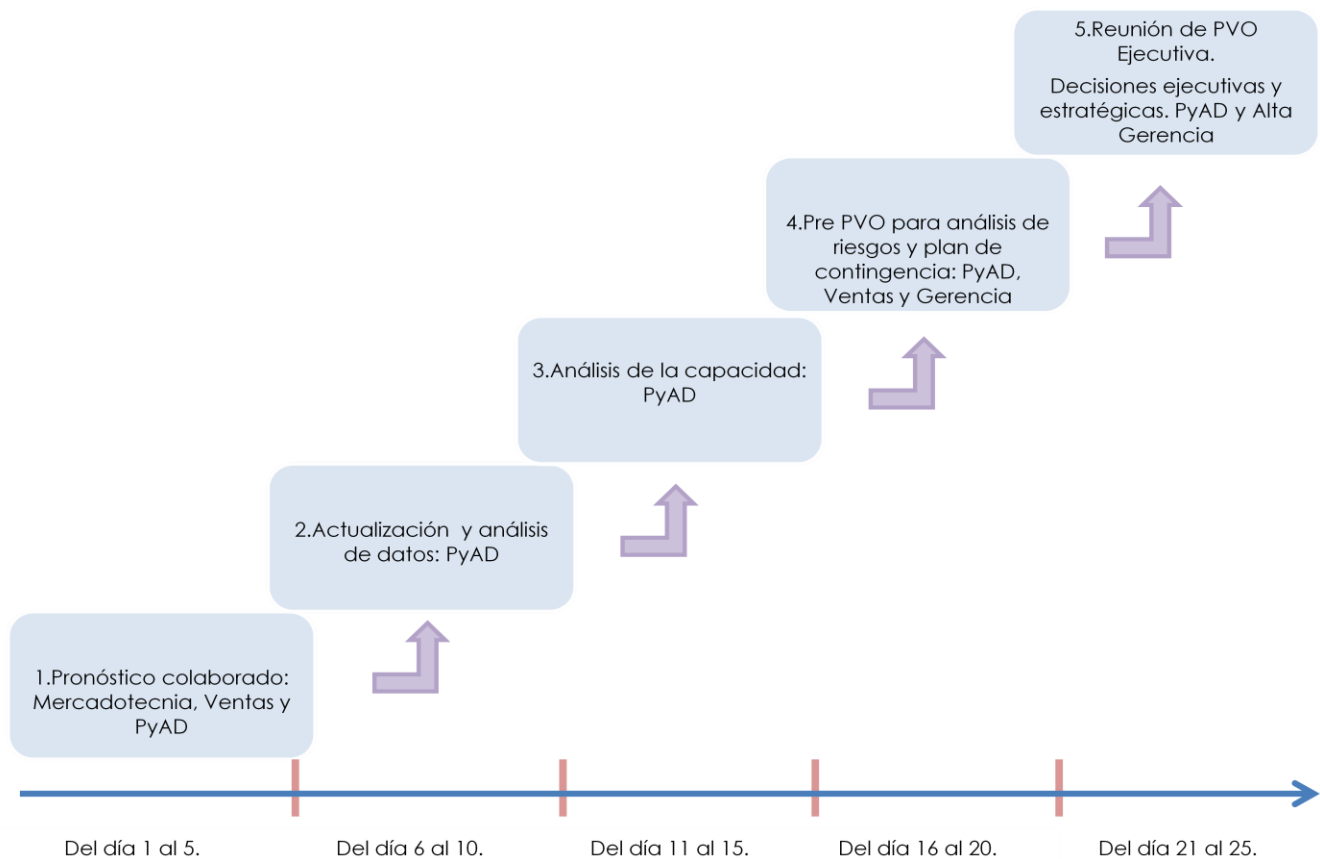 5.Reunión de PVO
Ejecutiva.
Decisiones ejecutivas y
estratégicas. PyAD y Alta
Gerencia
4.Pre PVO para análisis de
riesgos y plan de
contingencia: PyAD,
Ventas y Gerencia
3.Análisis de la capacidad:
PyAD
2.Actualización  y análisis
de datos: PyAD
1.Pronóstico colaborado:
Mercadotecnia, Ventas y
PyAD
Del día 1 al 5.
Del día 6 al 10.
Del día 11 al 15.
Del día 16 al 20.
Del día 21 al 25.